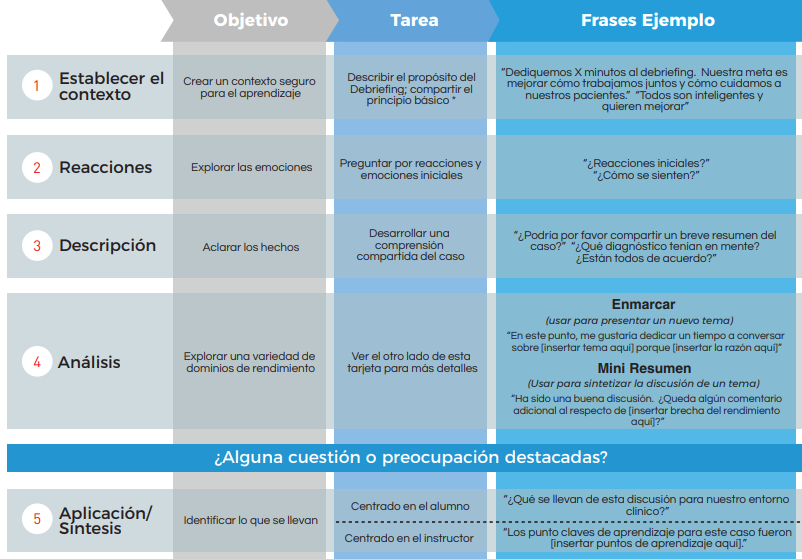 Objetivo
Tarea
Frases Ejemplo
1
Establecer el
contexto
Crear un contexto seguro
para el aprendizaje
Describir el propósito del
Debriefing; compartir el
principio básico *
“Dediquemos X minutos al debriefing. Nuestra meta es
mejorar cómo trabajamos juntos y cómo cuidamos a
nuestros pacientes.” “Todos son inteligentes y
quieren mejorar”
2
Reacciones
Explorar las emociones
Preguntar por reacciones y
emociones iniciales
“¿Reacciones iniciales?”
“¿Cómo se sienten?”
3
Descripción
Aclarar los hechos
Desarrollar una
comprensión
compartida del caso
“¿Podría por favor compartir un breve resumen del
caso?” “¿Qué diagnóstico tenían en mente?
¿Están todos de acuerdo?”
4
Análisis
Explorar una variedad de
dominios de rendimiento
Ver el otro lado de esta
tarjeta para más detalles
Enmarcar
(usar para presentar un nuevo tema)
“En este punto, me gustaría dedicar un tiempo a conversar
sobre [insertar tema aquí] porque [insertar la razón aquí]”
Mini Resumen
(Usar para sintetizar la discusión de un tema)
“Ha sido una buena discusión. ¿Queda algún comentario
adicional al respecto de [insertar brecha del rendimiento
aquí]?”
¿Alguna cuestión o preocupación destacadas?
5
Aplicación/
Síntesis
Identificar lo que se llevan
Centrado en el alumno
“¿Qué se llevan de esta discusión para nuestro entorno
clínico?”
Centrado en el instructor
“Los punto claves de aprendizaje para este caso fueron
[insertar puntos de aprendizaje aquí].”